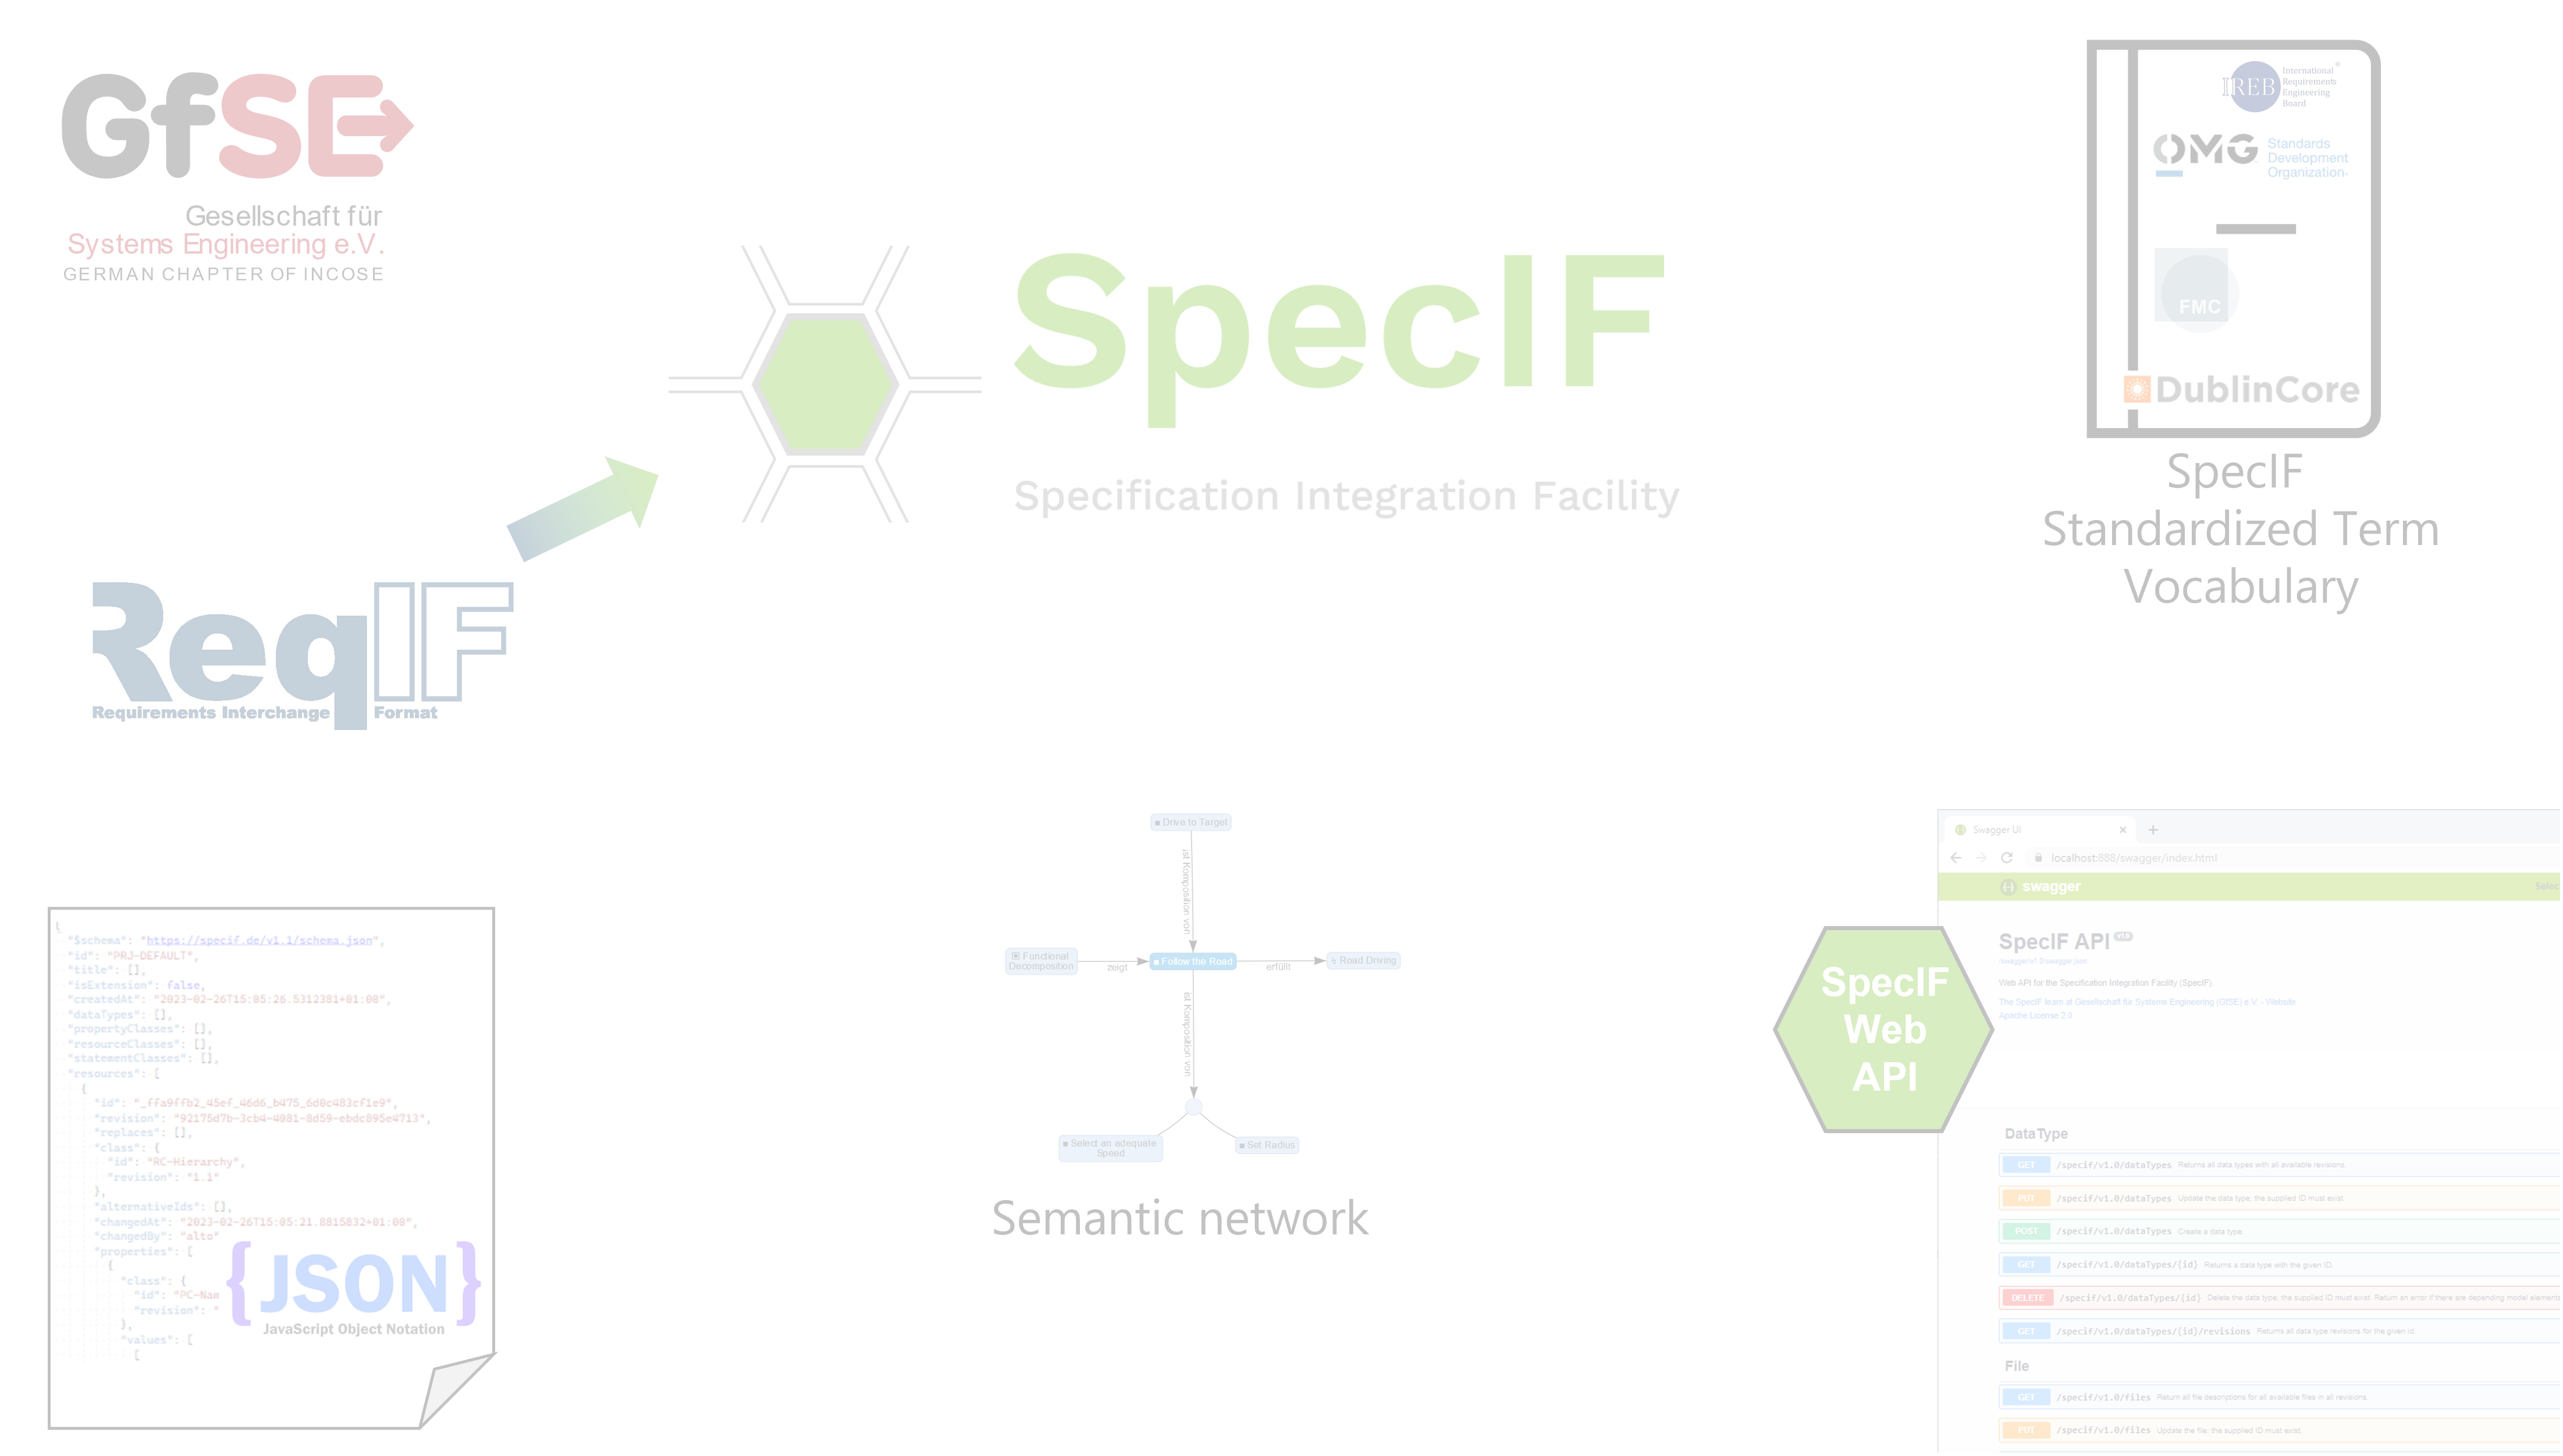 GfSE
Gesellschaft für
Systems Engineering e.V.
GERMAN CHAPTER OF INCOSE
SpecIF
Specification Integration Facility
IREB
International
Requirements
Engineering
Board
®
OMG
Standards
Development
Organization
FMC
DublinCore
SpecIF
Standardized Term
Vocabulary
ReqIF
Requirements Interchange Format
{
"$schema": "https://specif.de/v1.1/schema.json",
"id": "PRJ-DEFAULT",
"title": [],
"isExtension": false,
"createdAt": "2023-02-26T15:05:26.5312381+01:00",
"dataTypes": [],
"propertyClasses": [],
"resourceClasses": [],
"statementClasses": [],
"resources": [
{
"id": "_ffa9ffb2_45ef_46d6_b475_6d0c483cf1e9",
"revision": "92175d7b-3cb4-4081-8d59-ebdc895e4713",
"replaces": [],
"class": {
"id": "RC-Hierarchy",
"revision": "1.1"
},
"alternativeIds": [],
"changedAt": "2023-02-26T15:05:21.8815832+01:00",
"changedBy": "alto"
"properties": [
{
"class": {
"id": "PC-Nam
"revision": "
},
"values": [
[
{JSON}
JavaScript Object Notation
Drive to Target
ist Komposition von
Functional
Decomposition
zeigt
Follow the Road
erfüllt
Road Driving
ist Komposition von
Select an adequate
Speed
Set Radius
Semantic network
SpecIF
Web
API
Swagger UI
localhost:888/swagger/index.html
swagger
Selec
SpecIF API v1.0
/swagger/v1.0/swagger.json
Web API for the Specification Integration Facility (SpecIF)
The SpecIF team at Gesellschaft für Systems Engineering (GfSE) e.V. - Website
Apache License 2.0
DataType
GET /specif/v1.0/dataTypes Returns all data types with all available revisions.
PUT /specif/v1.0/dataTypes Update the data type; the supplied ID must exist.
POST /specif/v1.0/dataTypes Create a data type.
GET /specif/v1.0/dataTypes/{id} Returns a data type with the given ID.
DELETE /specif/v1.0/dataTypes/{id} Delete the data type; the supplied ID must exist. Return an error if there are depending model elements
GET /specif/v1.0/dataTypes/{id}/revisions Returns all data type revisions for the given id.
File
GET /specif/v1.0/files Return all file descriptions for all available files in all revisions.
PUT /specif/v1.0/files Update the file; the supplied ID must exist.